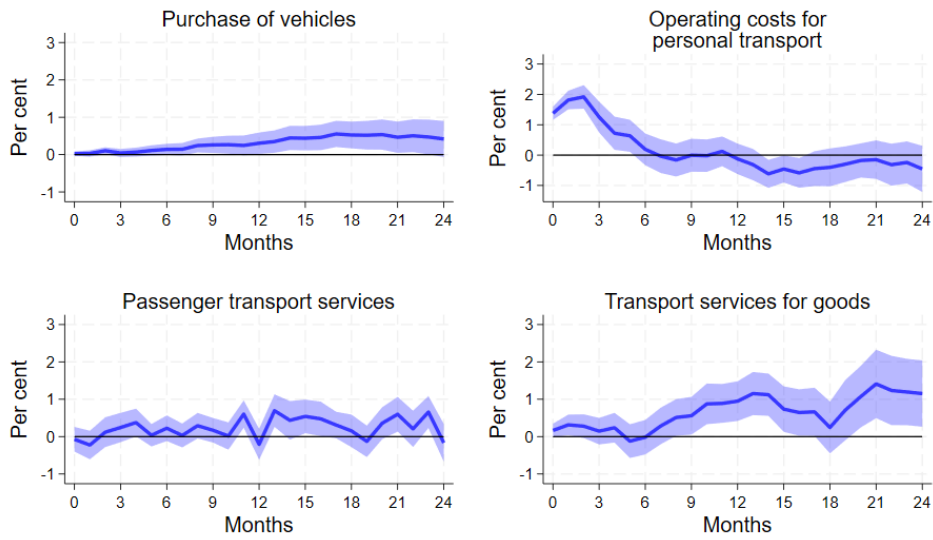 Purchase of vehicles
Per cent
3
2
1
0
-1
0 3 6 9 12 15 18 21 24
Months
Operating costs for
personal transport
Per cent
3
2
1
0
-1
0 3 6 9 12 15 18 21 24
Months
Passenger transport services
Per cent
3
2
1
0
-1
0 3 6 9 12 15 18 21 24
Months
Transport services for goods
Per cent
3
2
1
0
-1
0 3 6 9 12 15 18 21 24
Months